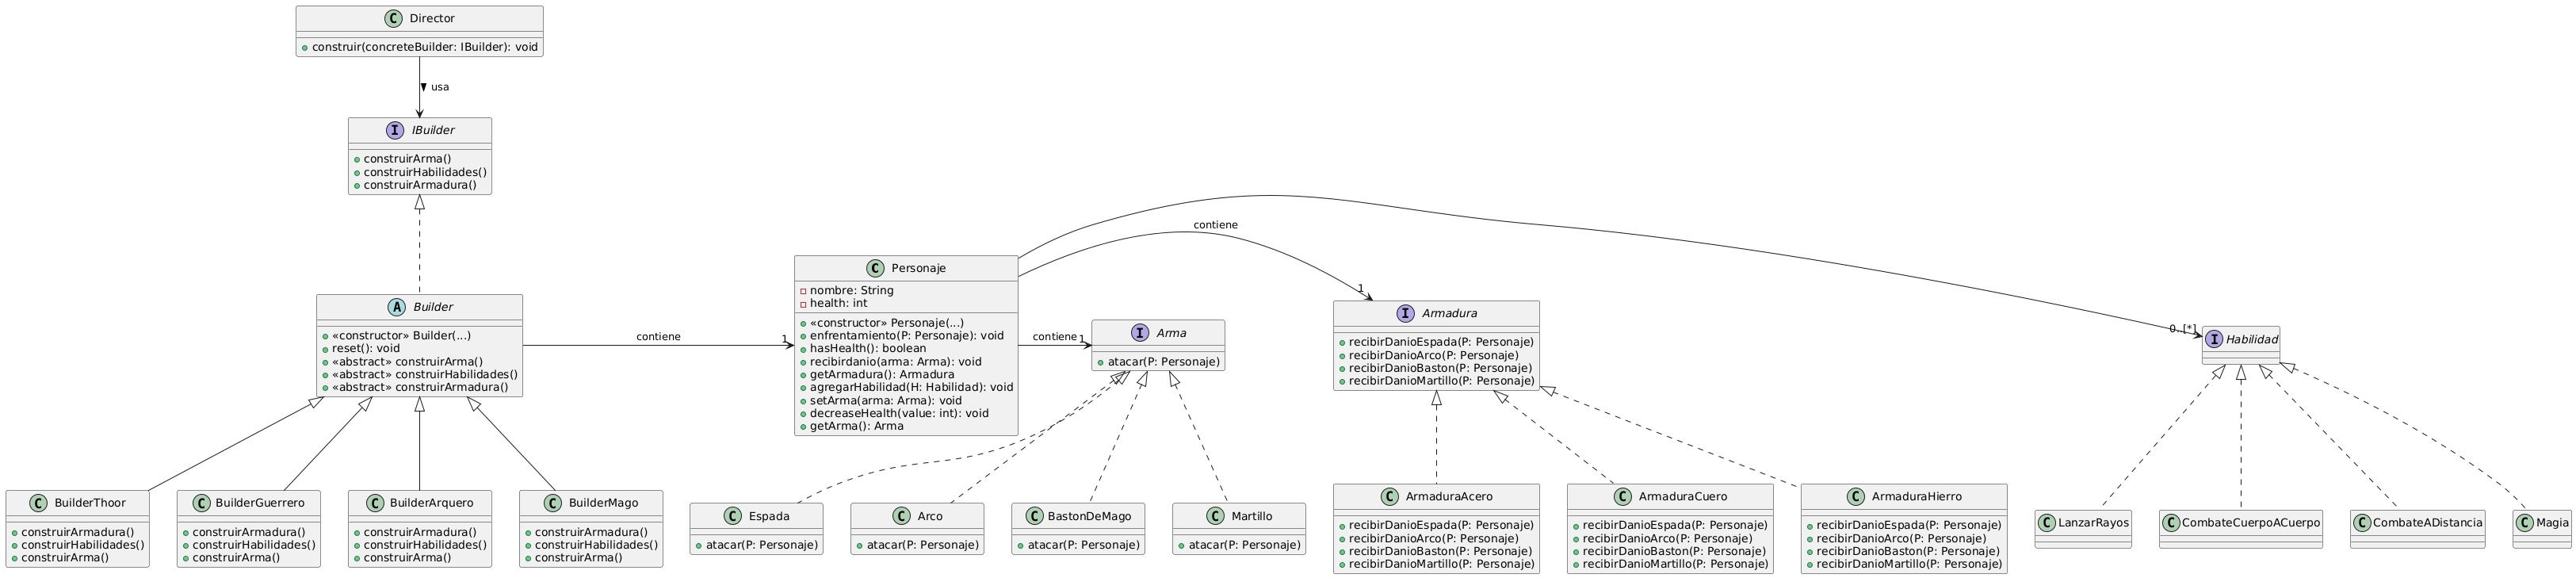 Director
construir(concreteBuilder: IBuilder): void
usa
IBuilder
construirArma()
construirHabilidades()
construirArmadura()
Builder
«constructor» Builder(...)
reset(): void
«abstract» construirArma()
«abstract» construirHabilidades()
«abstract» construirArmadura()
contiene
1
Personaje
nombre: String
health: int
«constructor» Personaje(...)
enfrentamiento(P: Personaje): void
hasHealth(): boolean
recibirdanio(arma: Arma): void
getArmadura(): Armadura
agregarHabilidad(H: Habilidad): void
setArma(arma: Arma): void
decreaseHealth(value: int): void
getArma(): Arma
contiene
1
Arma
atacar(P: Personaje)
contiene
1
Armadura
recibirDanioEspada(P: Personaje)
recibirDanioArco(P: Personaje)
recibirDanioBaston(P: Personaje)
recibirDanioMartillo(P: Personaje)
0..[*]
Habilidad
BuilderThoor
construirArmadura()
construirHabilidades()
construirArma()
BuilderGuerrero
construirArmadura()
construirHabilidades()
construirArma()
BuilderArquero
construirArmadura()
construirHabilidades()
construirArma()
BuilderMago
construirArmadura()
construirHabilidades()
construirArma()
Espada
atacar(P: Personaje)
Arco
atacar(P: Personaje)
BastonDeMago
atacar(P: Personaje)
Martillo
atacar(P: Personaje)
ArmaduraAcero
recibirDanioEspada(P: Personaje)
recibirDanioArco(P: Personaje)
recibirDanioBaston(P: Personaje)
recibirDanioMartillo(P: Personaje)
ArmaduraCuero
recibirDanioEspada(P: Personaje)
recibirDanioArco(P: Personaje)
recibirDanioBaston(P: Personaje)
recibirDanioMartillo(P: Personaje)
ArmaduraHierro
recibirDanioEspada(P: Personaje)
recibirDanioArco(P: Personaje)
recibirDanioBaston(P: Personaje)
recibirDanioMartillo(P: Personaje)
LanzarRayos
CombateCuerpoACuerpo
CombateADistancia
Magia